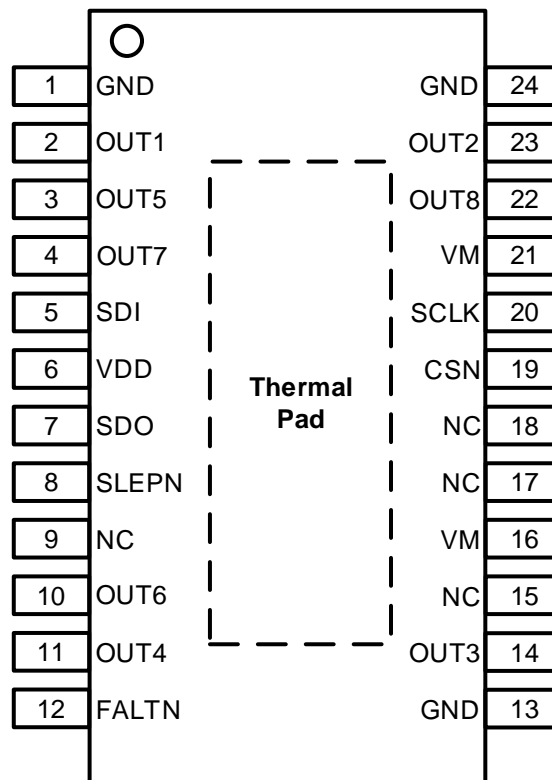 1 GND GND 24
2 OUT1 OUT2 23
3 OUT5 OUT8 22
4 OUT7 VM 21
5 SDI SCLK 20
6 VDD CSN 19
Thermal
Pad
7 SDO NC 18
8 SLEPN NC 17
9 NC VM 16
10 OUT6 NC 15
11 OUT4 OUT3 14
12 FALTN GND 13